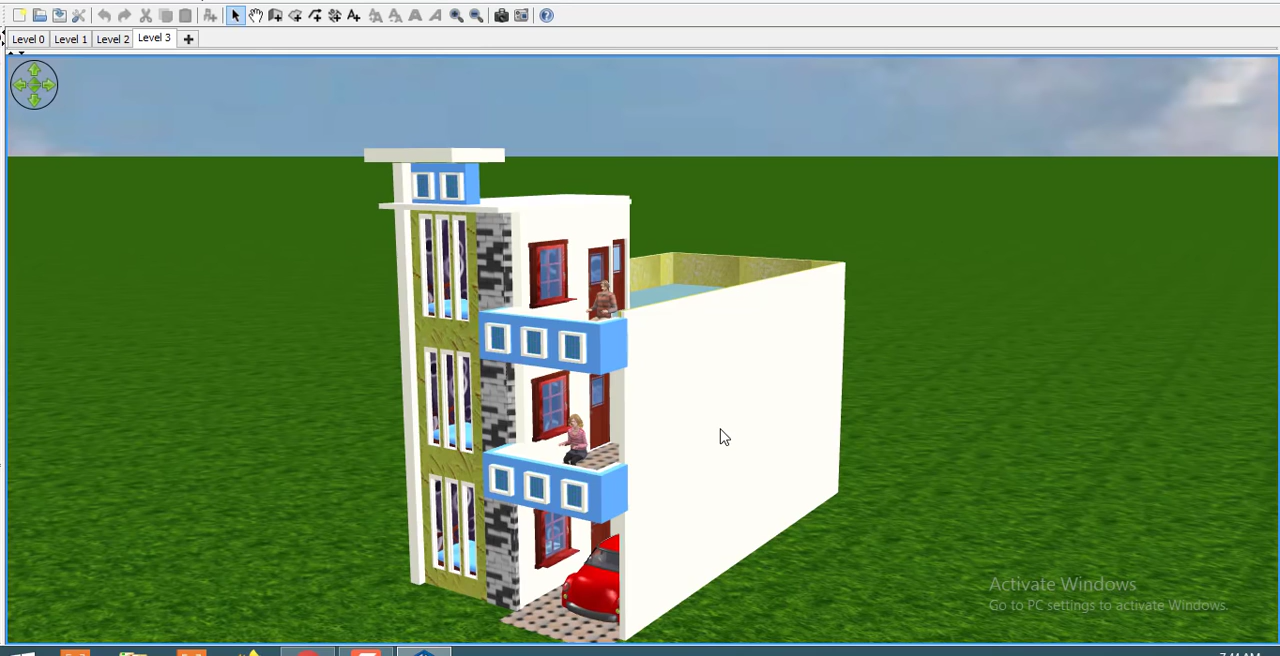 Level 0 Level 1 Level 2 Level 3
Activate Windows
Go to PC settings to activate Windows.